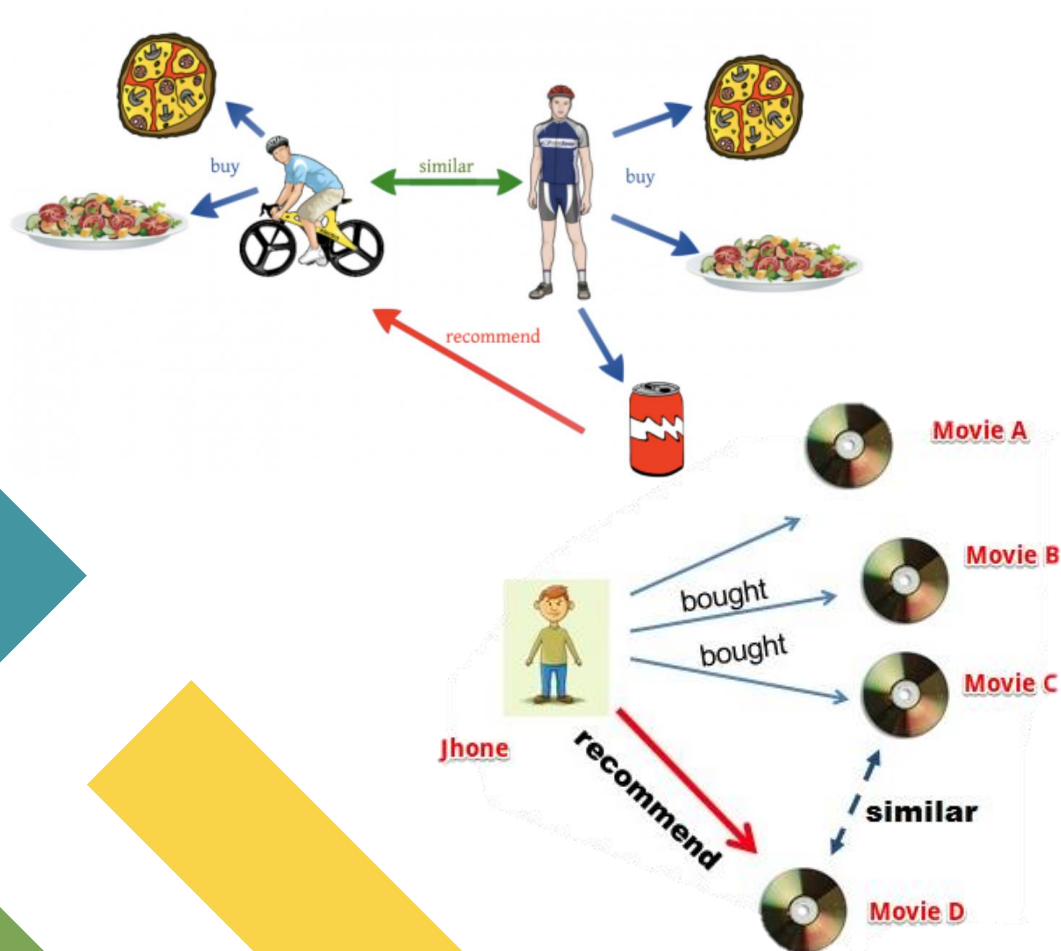 buy
similar
buy
recommend
Movie A
Movie B
bought
bought
Movie C
Jhone
recommend
similar
Movie D